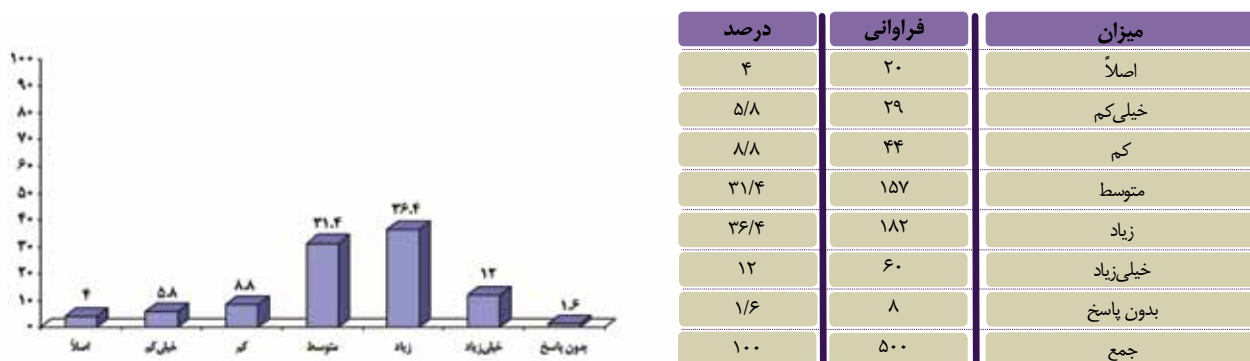 میزان فراوانی درصد
اصلاً ۲۰ ۴
خیلی‌کم ۲۹ ۵/۸
کم ۴۴ ۸/۸
متوسط ۱۵۷ ۳۱/۴
زیاد ۱۸۲ ۳۶/۴
خیلی‌زیاد ۶۰ ۱۲
بدون پاسخ ۸ ۱/۶
جمع ۵۰۰ ۱۰۰
۱۰۰
۹۰
۸۰
۷۰
۶۰
۵۰
۴۰
۳۰
۲۰
۱۰
۰
۴ ۵.۸ ۸.۸ ۳۱.۴ ۳۶.۴ ۱۲ ۱.۶
اصلاً خیلی‌کم کم متوسط زیاد خیلی‌زیاد بدون پاسخ